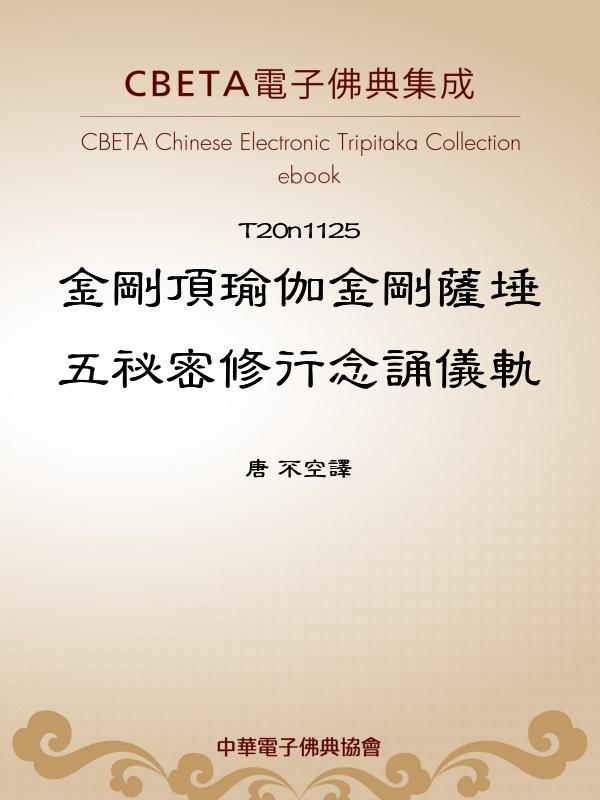 CBETA電子佛典集成
CBETA Chinese Electronic Tripitaka Collection
ebook
T20n1125
金剛頂瑜伽金剛薩埵
五祕密修行念誦儀軌
唐 不空譯
中華電子佛典協會